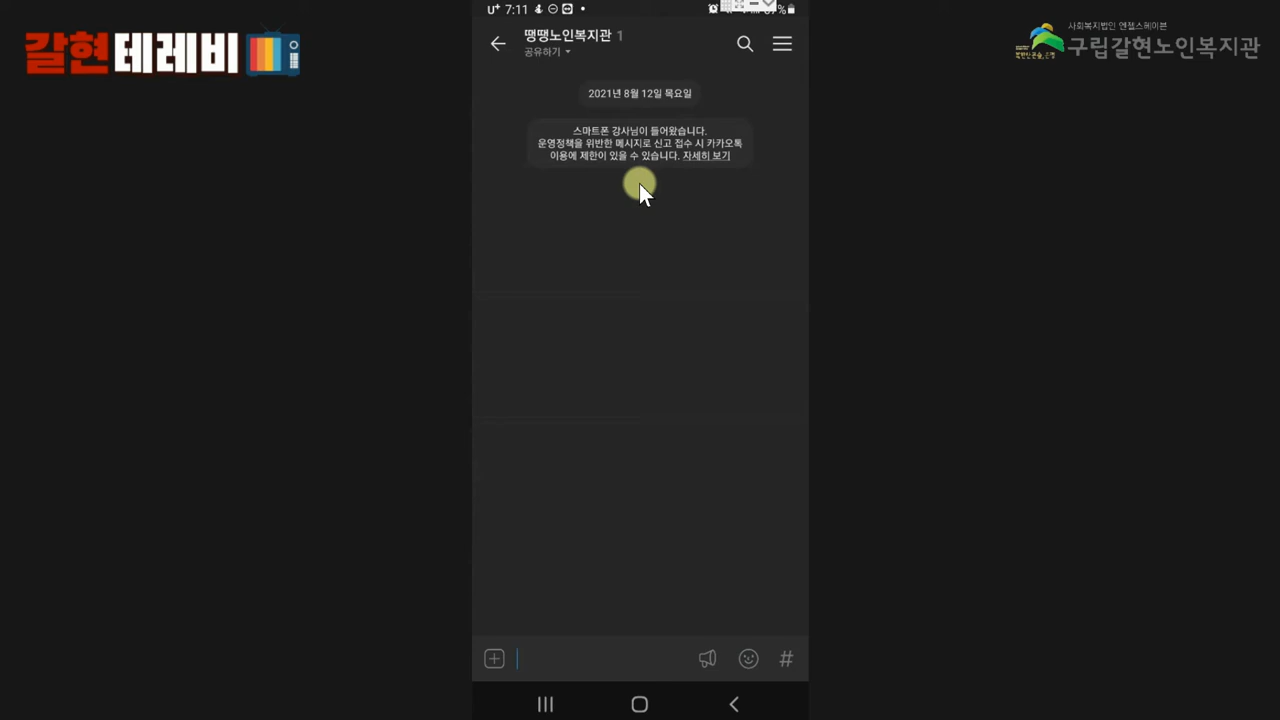 갈현테레비
사회복지법인 엔젤스헤이븐
구립갈현노인복지관
U+ 7:11
땡땡노인복지관 1
공유하기
2021년 8월 12일 목요일
스마트폰 강사님이 들어왔습니다.
운영정책을 위반한 메시지로 신고 접수 시 카카오톡
이용에 제한이 있을 수 있습니다. 자세히 보기
#